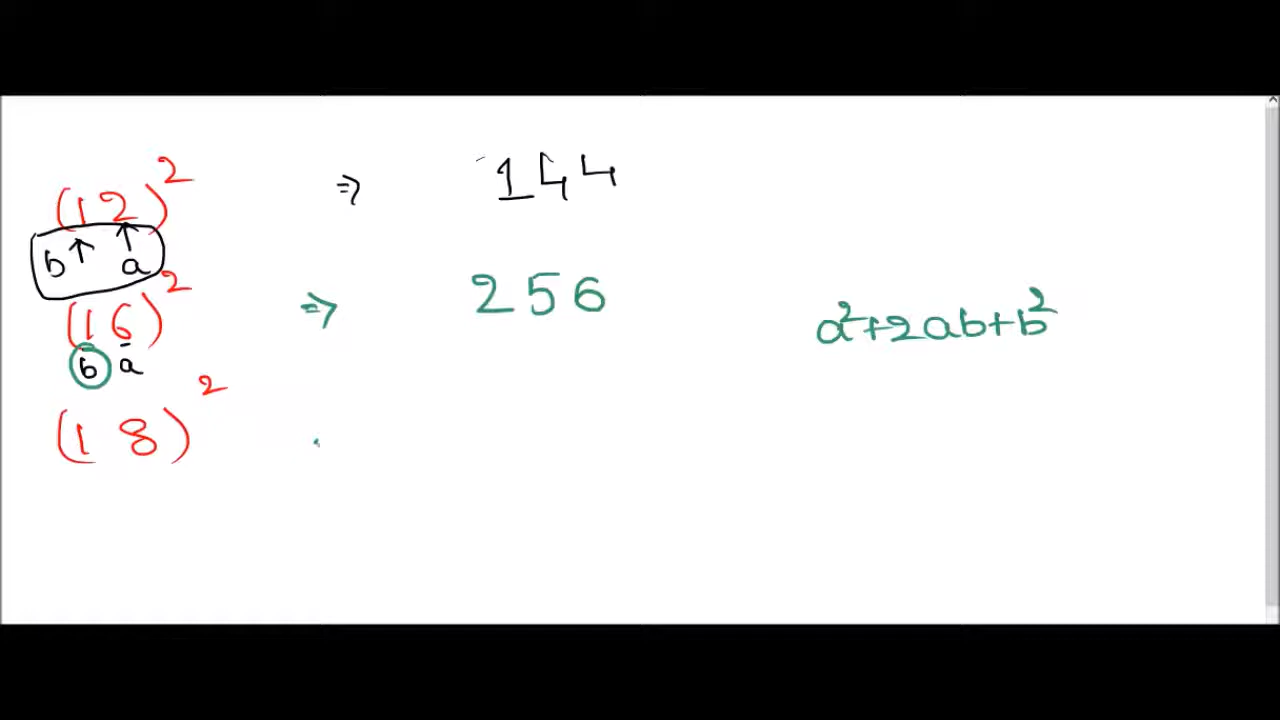 (12)² ⇒ 144
b a
(16)² ⇒ 256 a²+2ab+b²
b a
(18)²